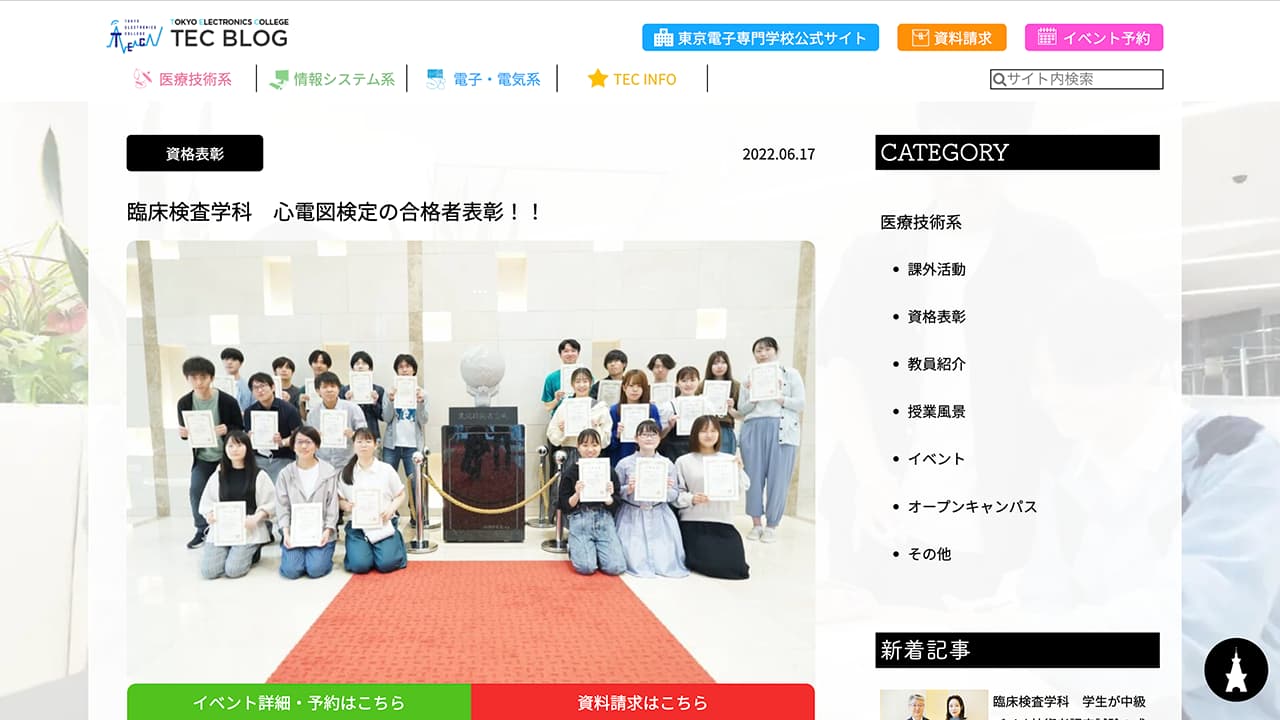 TOKYO ELECTRONICS COLLEGE
TOKYO ELECTRONICS COLLEGE
TEC BLOG
東京電子専門学校公式サイト
資料請求
イベント予約
医療技術系
情報システム系
電子・電気系
TEC INFO
サイト内検索
資格表彰
2022.06.17
臨床検査学科　心電図検定の合格者表彰！！
イベント詳細・予約はこちら
資料請求はこちら
CATEGORY
医療技術系
課外活動
資格表彰
教員紹介
授業風景
イベント
オープンキャンパス
その他
新着記事
臨床検査学科　学生が中級